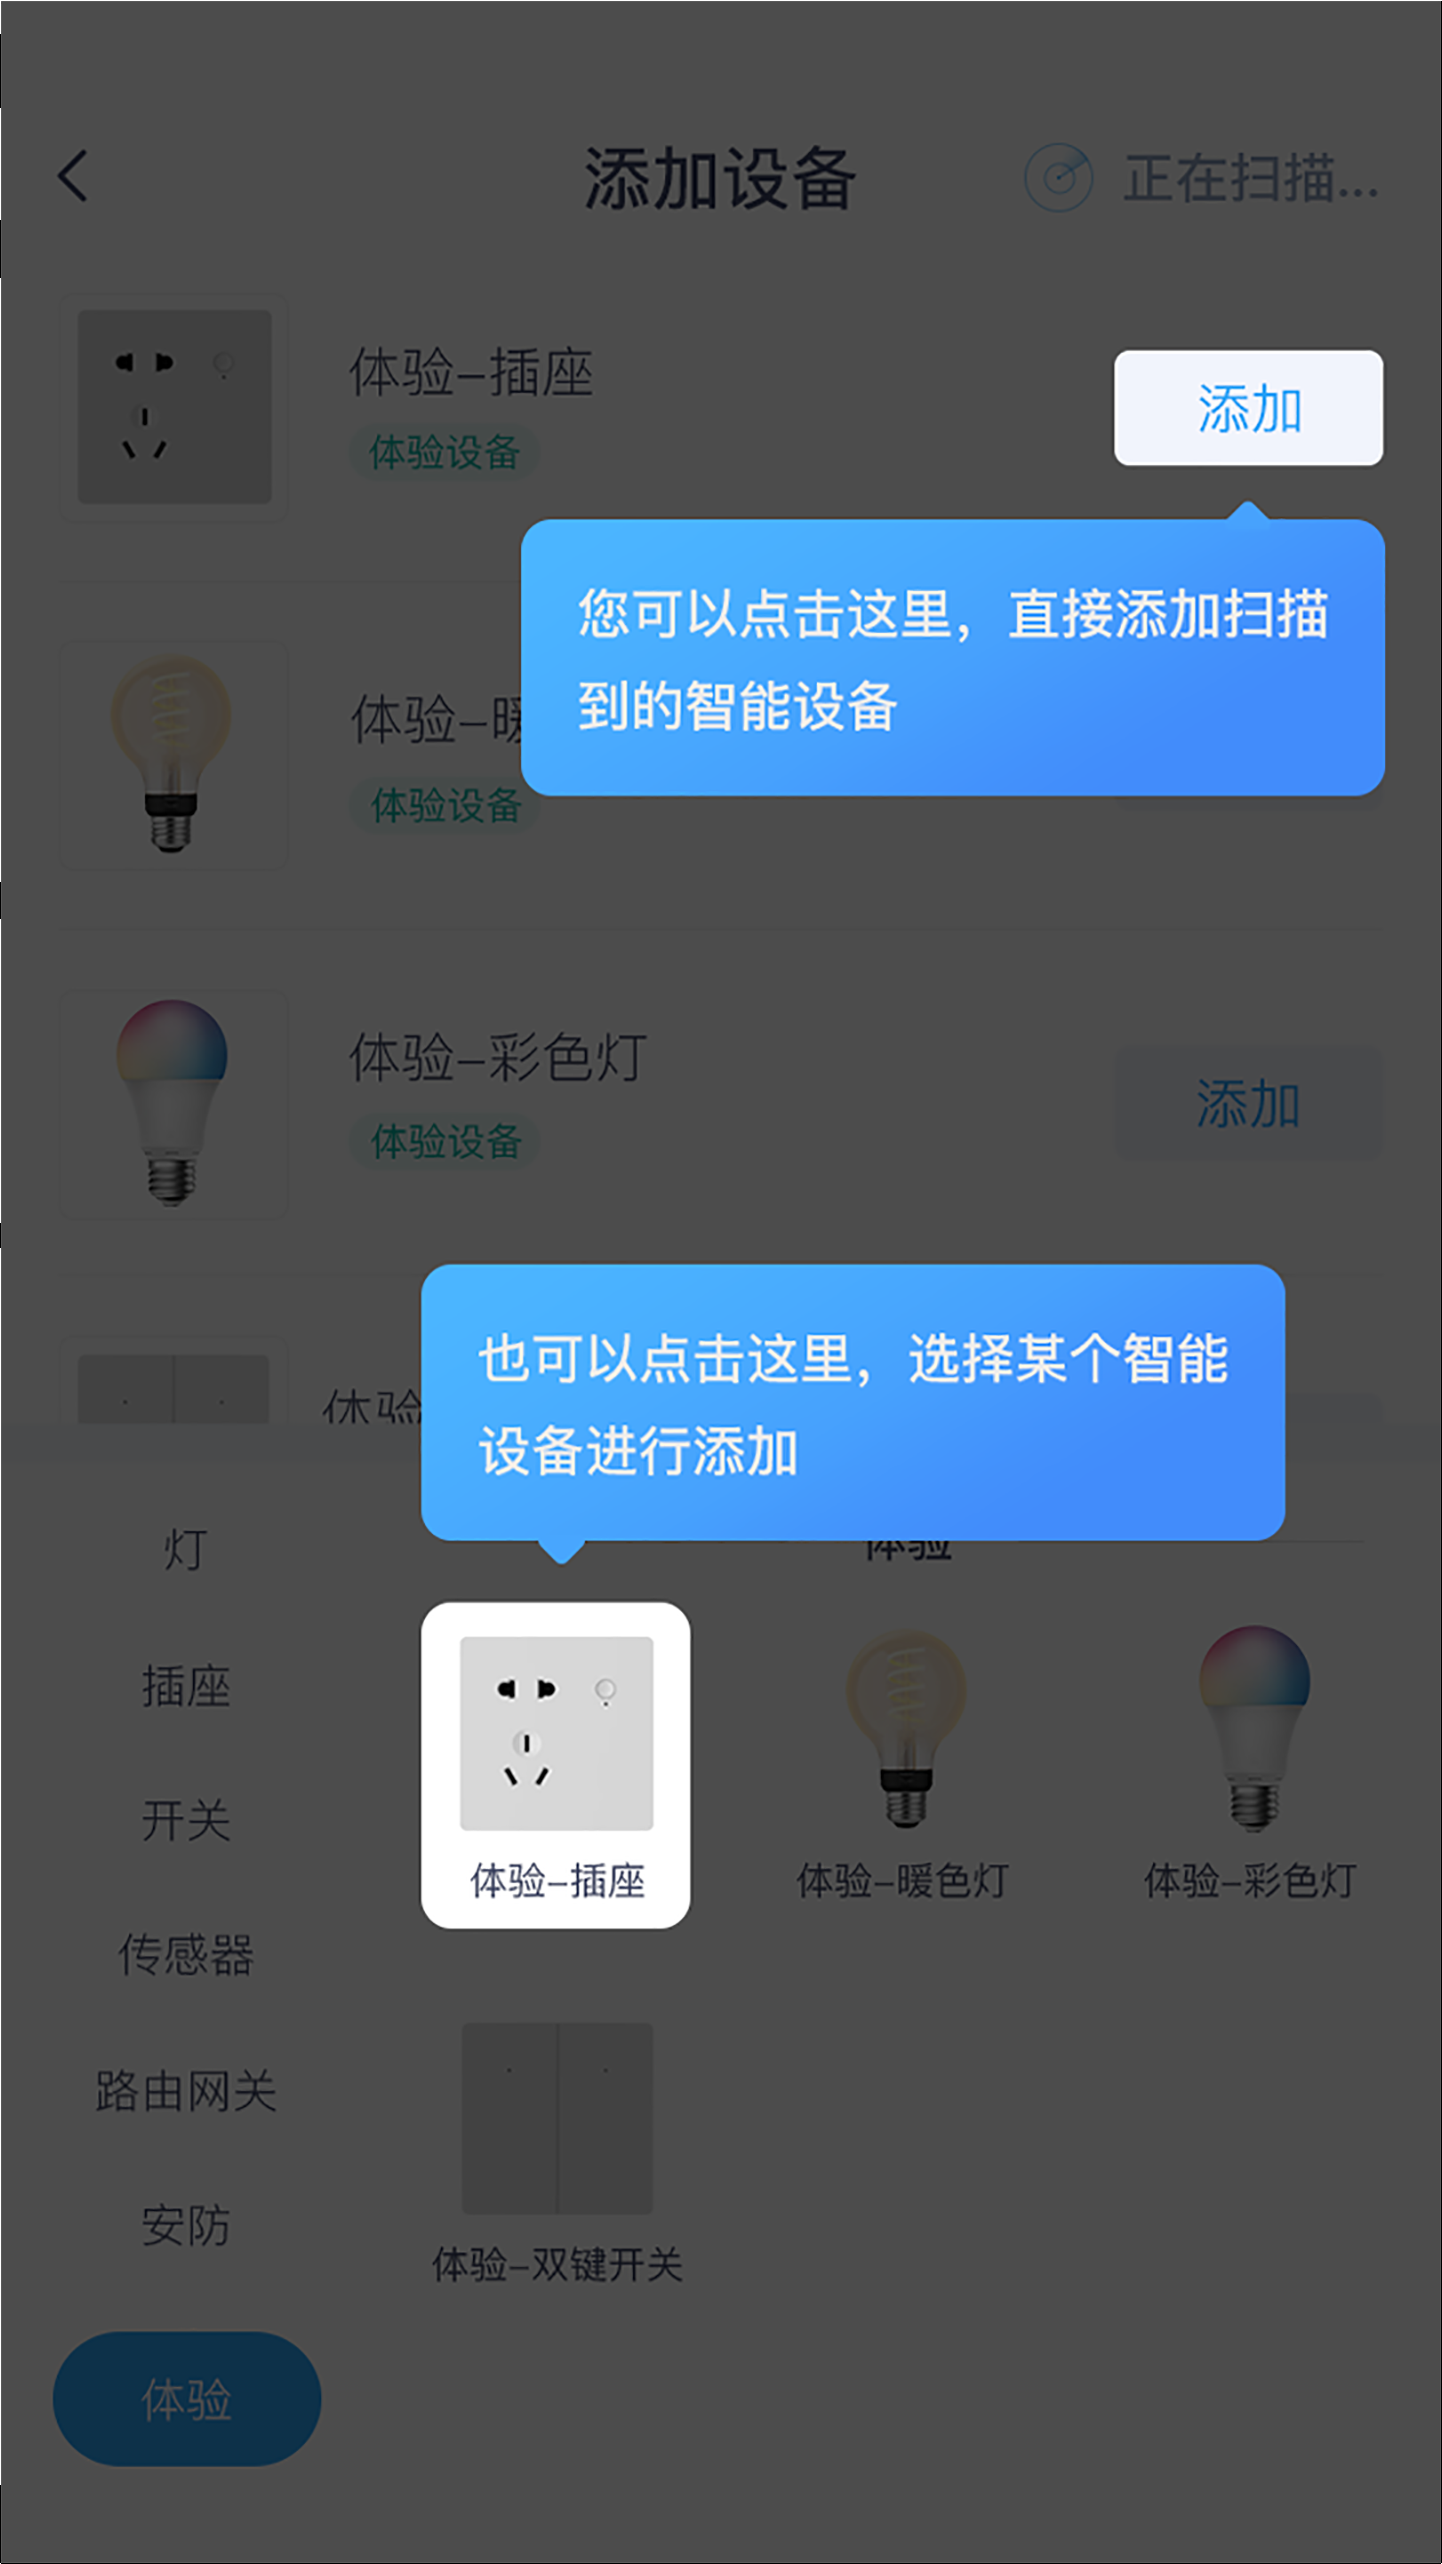 添加设备
正在扫描...
体验–插座
体验设备
添加
您可以点击这里，直接添加扫描
到的智能设备
体验–暖
体验设备
体验–彩色灯
体验设备
添加
体验
也可以点击这里，选择某个智能
设备进行添加
体验
灯
插座
开关
传感器
路由网关
安防
体验
体验–插座
体验–暖色灯
体验–彩色灯
体验–双键开关